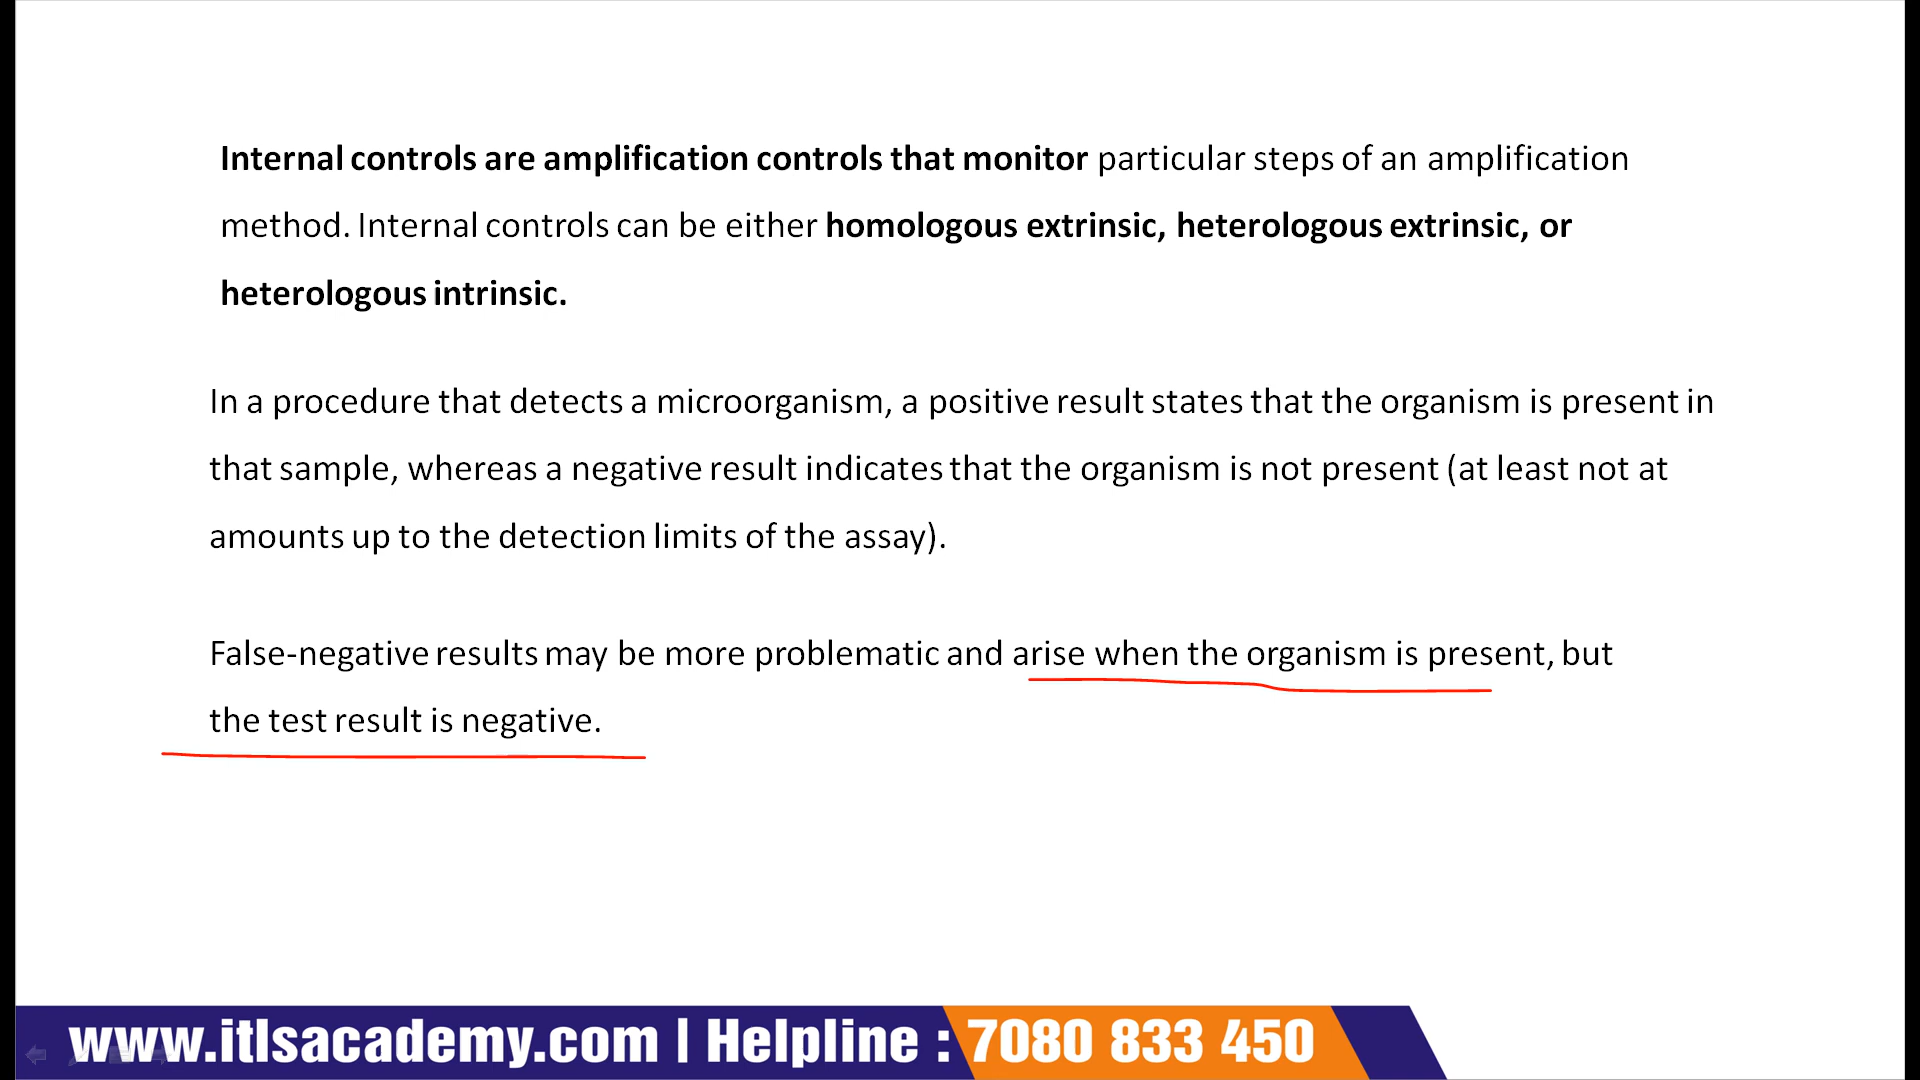 Internal controls are amplification controls that monitor particular steps of an amplification
method. Internal controls can be either homologous extrinsic, heterologous extrinsic, or
heterologous intrinsic.
In a procedure that detects a microorganism, a positive result states that the organism is present in
that sample, whereas a negative result indicates that the organism is not present (at least not at
amounts up to the detection limits of the assay).
False-negative results may be more problematic and arise when the organism is present, but
the test result is negative.
www.itlsacademy.com | Helpline : 7080 833 450